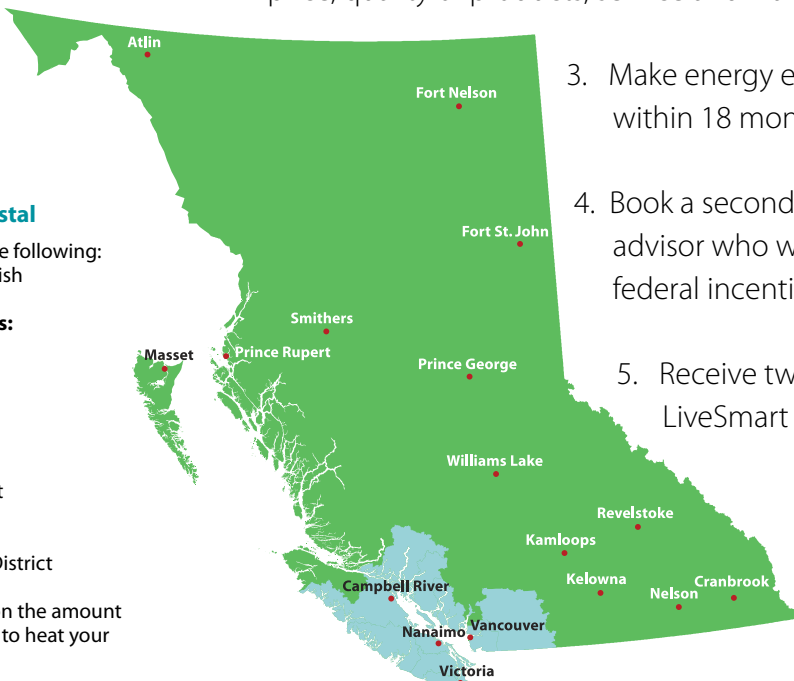 3. Make energy e
within 18 mon
4. Book a second
advisor who w
federal incenti
5. Receive tw
LiveSmart
stal
e following:
ish
s:
t
District
on the amount
to heat your
Atlin
Fort Nelson
Fort St. John
Smithers
Masset
Prince Rupert
Prince George
Williams Lake
Revelstoke
Kamloops
Kelowna
Cranbrook
Nelson
Campbell River
Vancouver
Nanaimo
Victoria